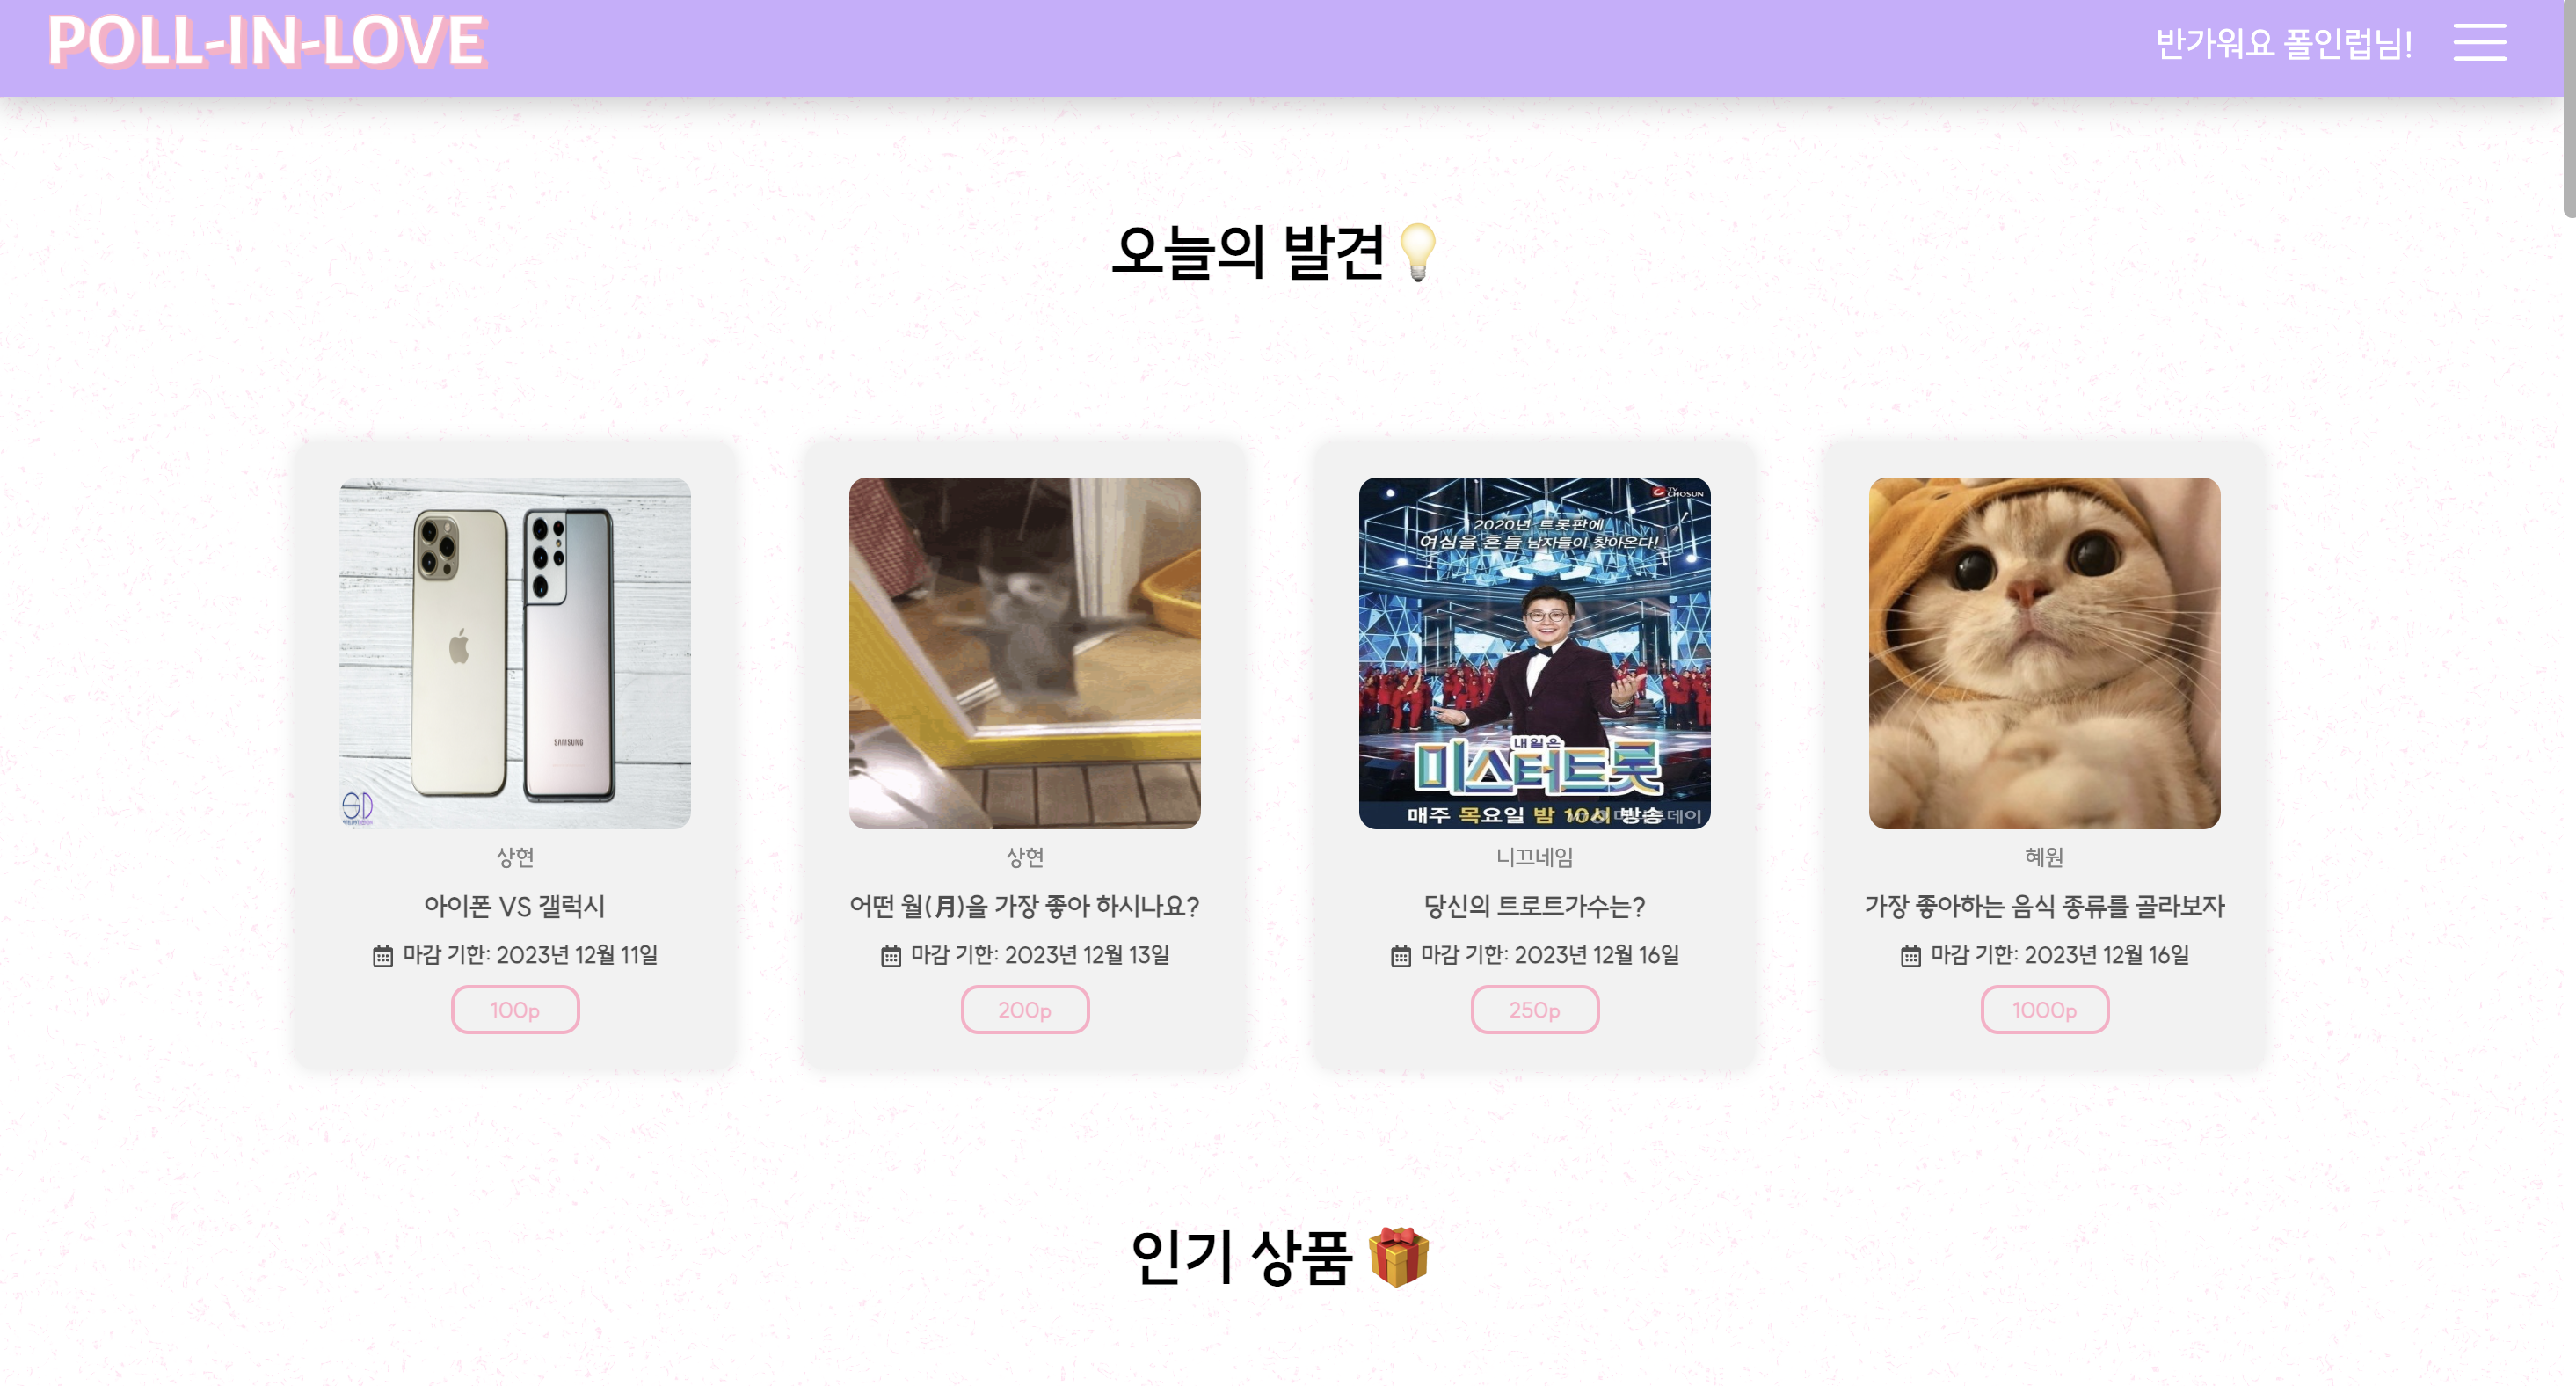 POLL-IN-LOVE
반가워요 폴인럽님!
오늘의 발견
SAMSUNG
SD
상현
아이폰 VS 갤럭시
마감 기한: 2023년 12월 11일
100p
상현
어떤 월(月)을 가장 좋아 하시나요?
마감 기한: 2023년 12월 13일
200p
TV
CHOSUN
2020년 트롯판에
여심을 흔들 남자들이 찾아온다!
내일은
미스터트롯
매주 목요일 밤 10시 방송
니끄네임
당신의 트로트가수는?
마감 기한: 2023년 12월 16일
250p
혜원
가장 좋아하는 음식 종류를 골라보자
마감 기한: 2023년 12월 16일
1000p
인기 상품